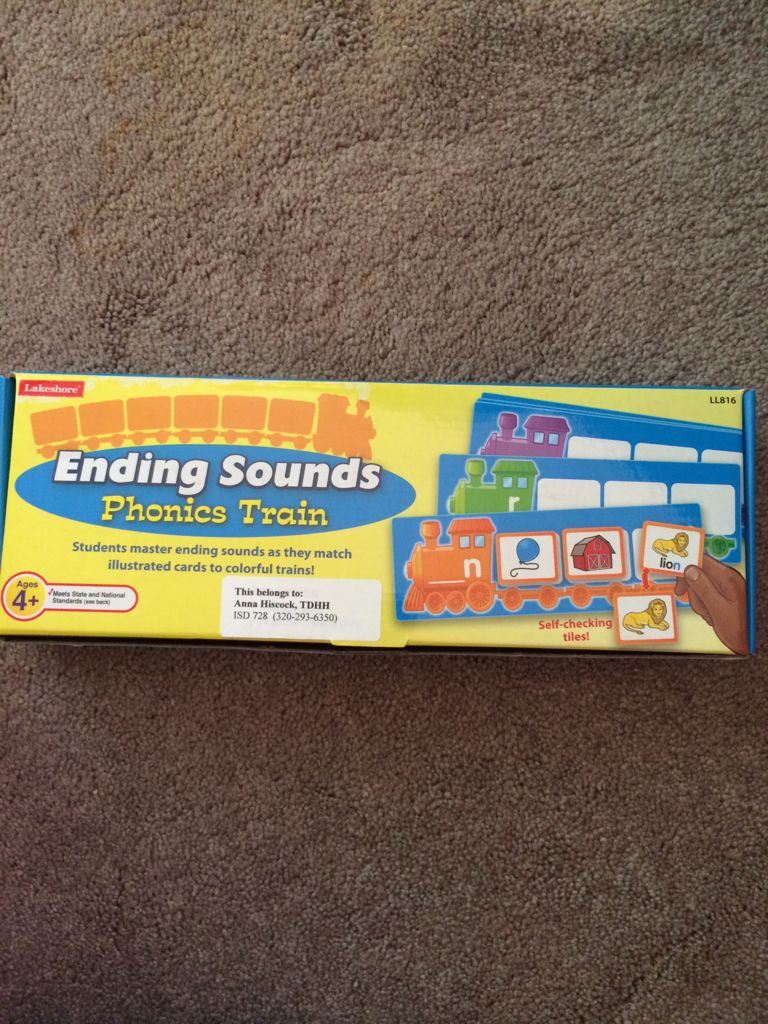 Lakeshore
LL816
Ending Sounds
Phonics Train
Students master ending sounds as they match
illustrated cards to colorful trains!
Ages
4+
Meets State and National
Standards (see back)
This belongs to:
Anna Hiscock, TDHH
ISD 728 (320-293-6350)
r
n
lion
Self-checking
tiles!